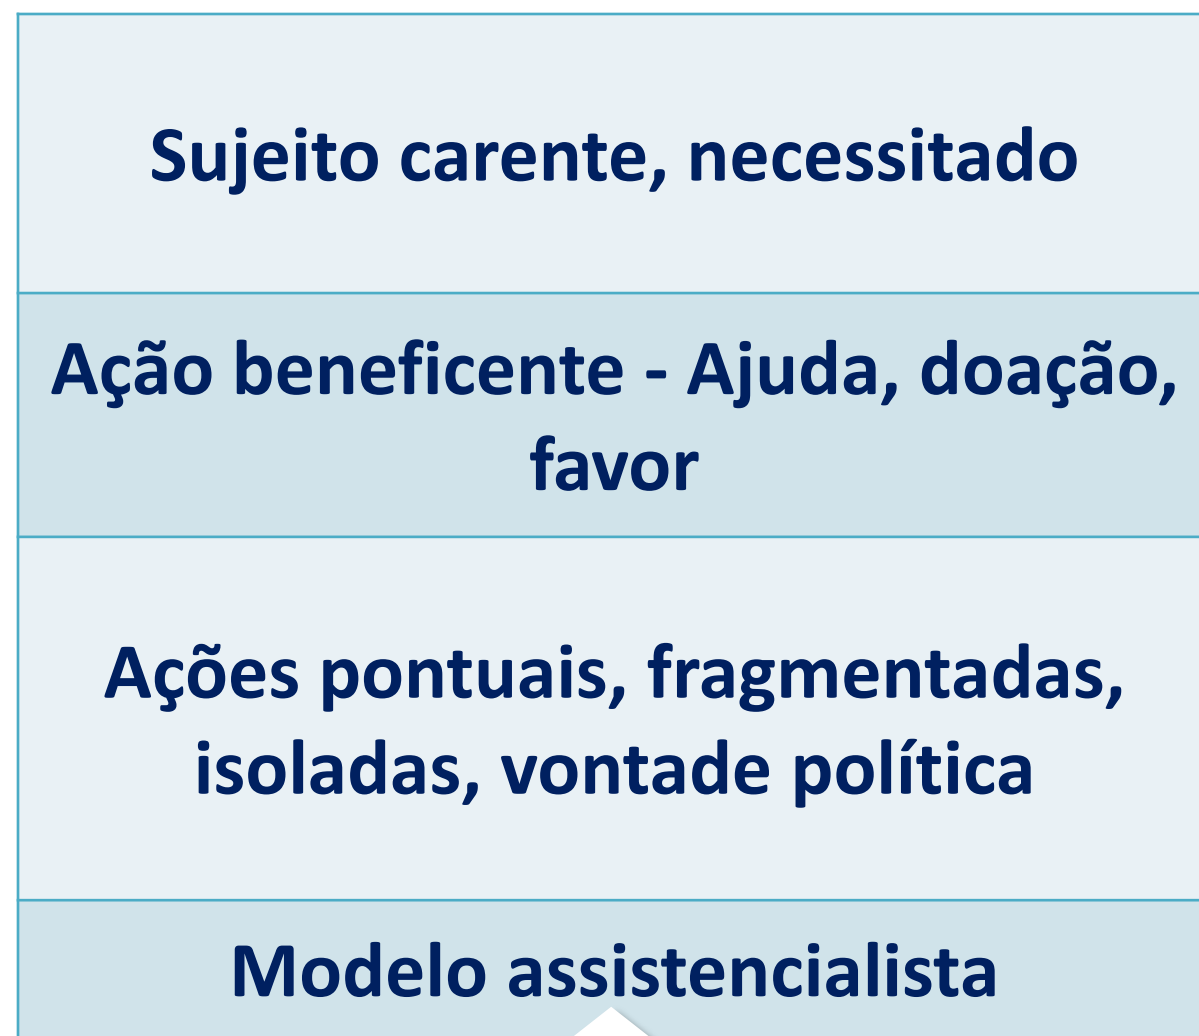 Sujeito carente, necessitado
Ação beneficente - Ajuda, doação,
favor
Ações pontuais, fragmentadas,
isoladas, vontade política
Modelo assistencialista